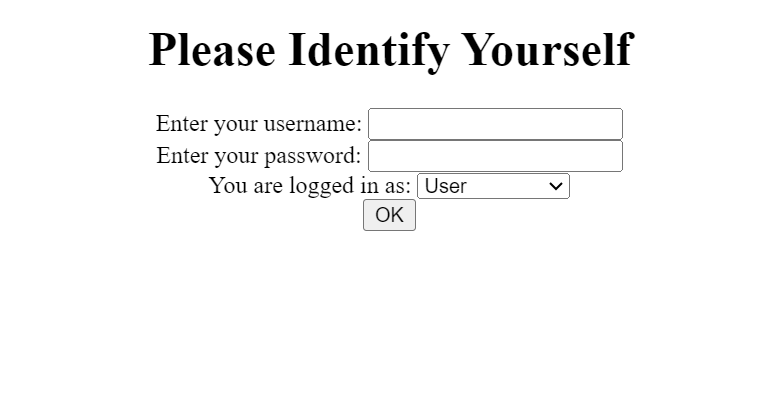 Please Identify Yourself
Enter your username:
Enter your password:
You are logged in as: User
OK